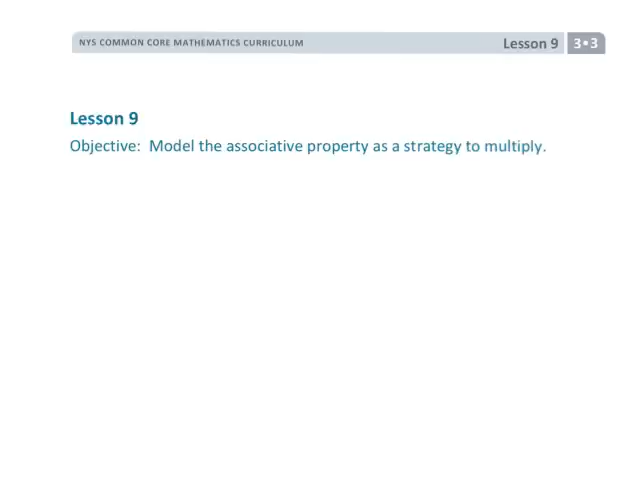 NYS COMMON CORE MATHEMATICS CURRICULUM Lesson 9 3•3
Lesson 9
Objective: Model the associative property as a strategy to multiply.